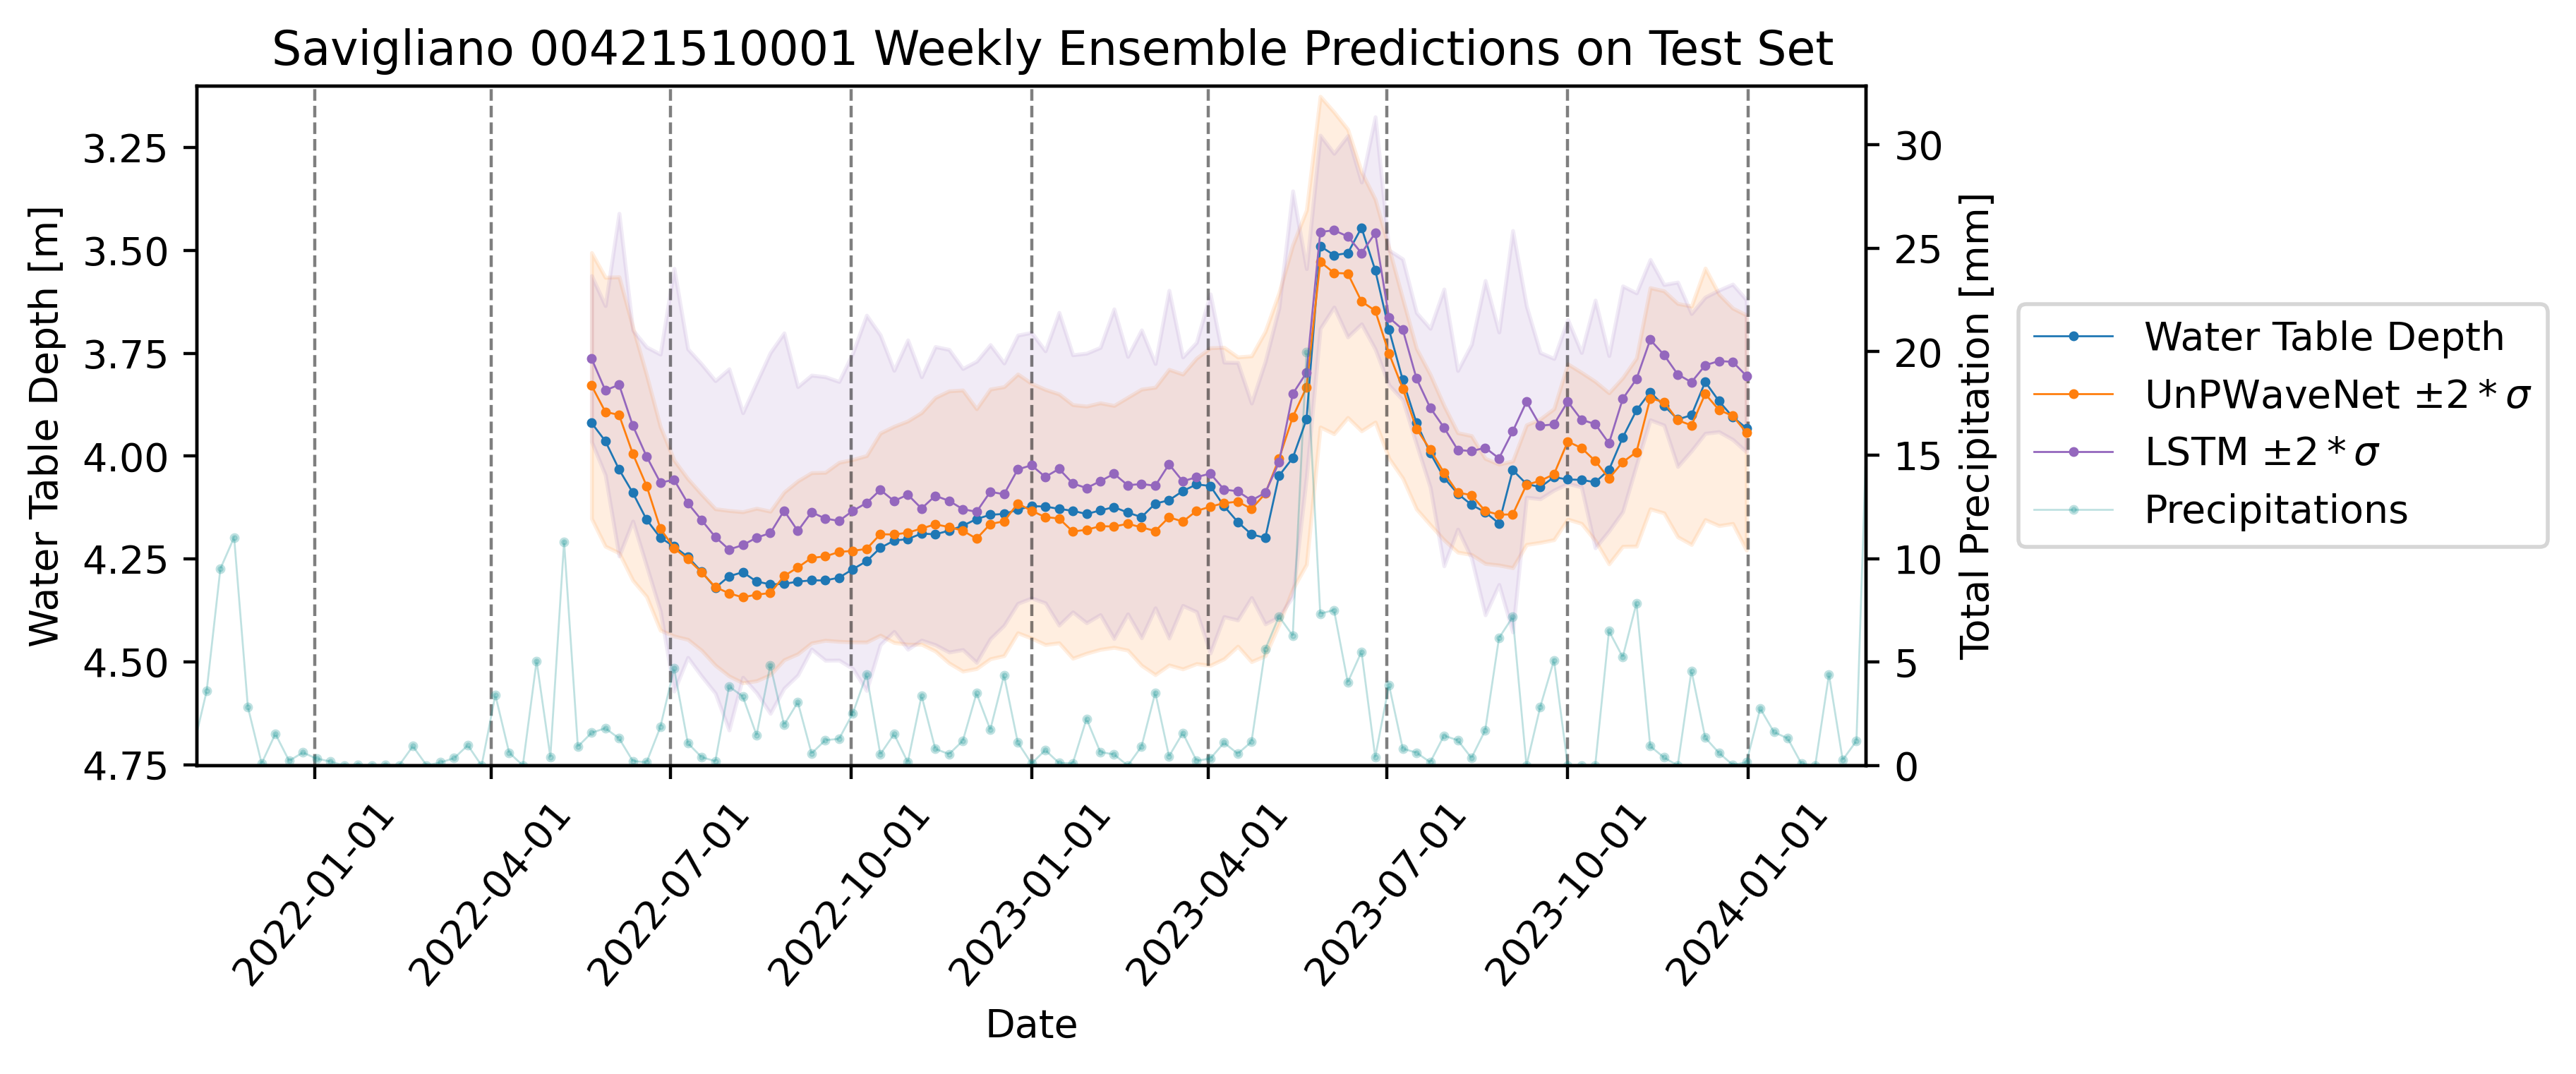 Savigliano 00421510001 Weekly Ensemble Predictions on Test Set
Water Table Depth [m]
3.25
3.50
3.75
4.00
4.25
4.50
4.75
30
25
20
15
10
5
0
Total Precipitation [mm]
Water Table Depth
UnPWaveNet ±2 * σ
LSTM ±2 * σ
Precipitations
2022-01-01
2022-04-01
2022-07-01
2022-10-01
2023-01-01
2023-04-01
2023-07-01
2023-10-01
2024-01-01
Date